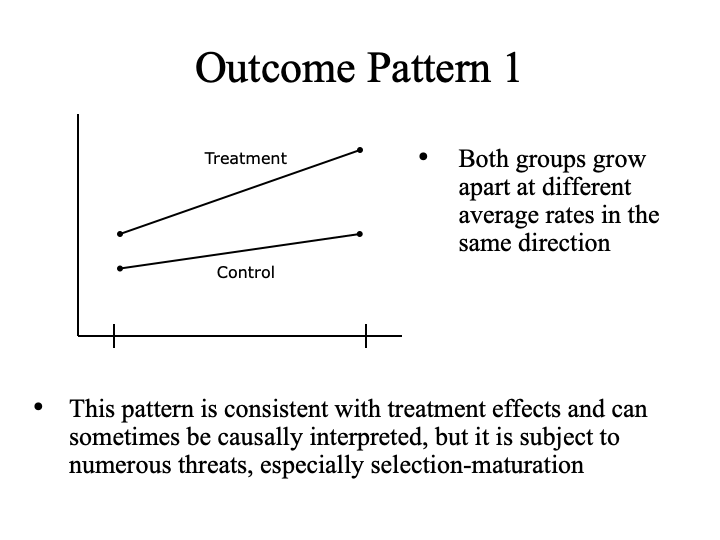 Outcome Pattern 1
Treatment
Control
• Both groups grow
apart at different
average rates in the
same direction
• This pattern is consistent with treatment effects and can
sometimes be causally interpreted, but it is subject to
numerous threats, especially selection-maturation